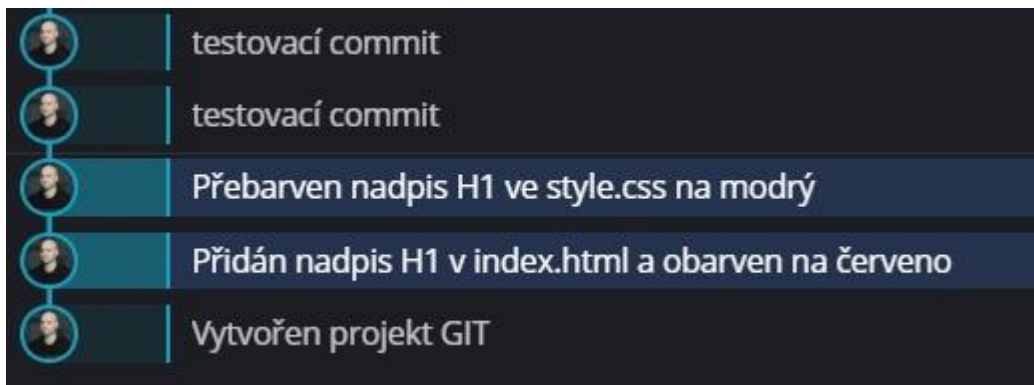 testovací commit
testovací commit
Přebarven nadpis H1 ve style.css na modrý
Přidán nadpis H1 v index.html a obarven na červeno
Vytvořen projekt GIT